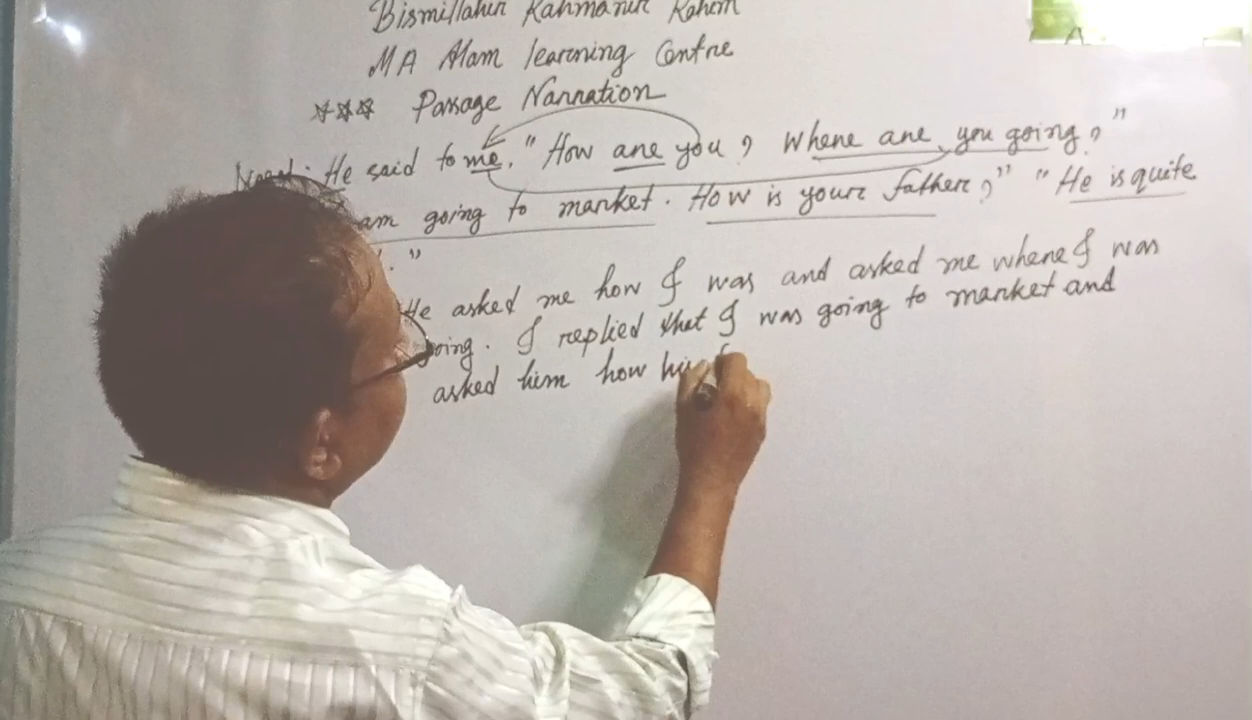 Bismillahir Rahmanir Rahim
MA Alam learning Centre
*** Passage Narration
He said to me, "How are you? Where are you going?"
am going to market. How is your father?" "He is quite
."
He asked me how I was and asked me where I was
going. I replied that I was going to market and
asked him how his